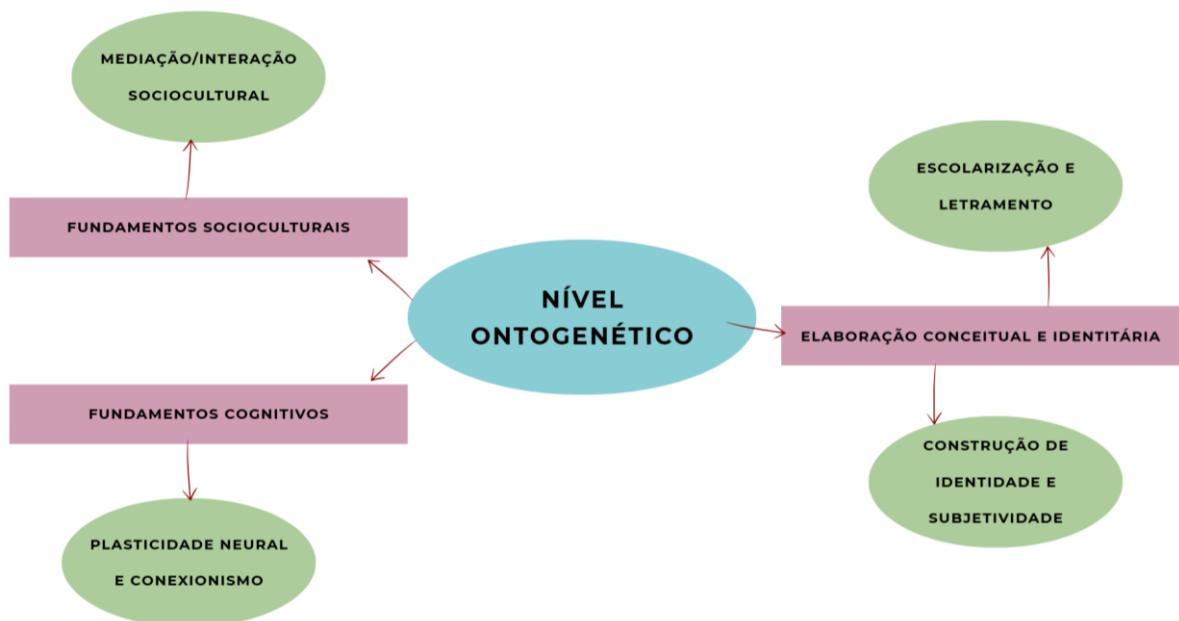 MEDIAÇÃO/INTERAÇÃO
SOCIOCULTURAL
FUNDAMENTOS SOCIOCULTURAIS
NÍVEL
ONTOGENÉTICO
FUNDAMENTOS COGNITIVOS
PLASTICIDADE NEURAL
E CONEXIONISMO
ESCOLARIZAÇÃO E
LETRAMENTO
ELABORAÇÃO CONCEITUAL E IDENTITÁRIA
CONSTRUÇÃO DE
IDENTIDADE E
SUBJETIVIDADE